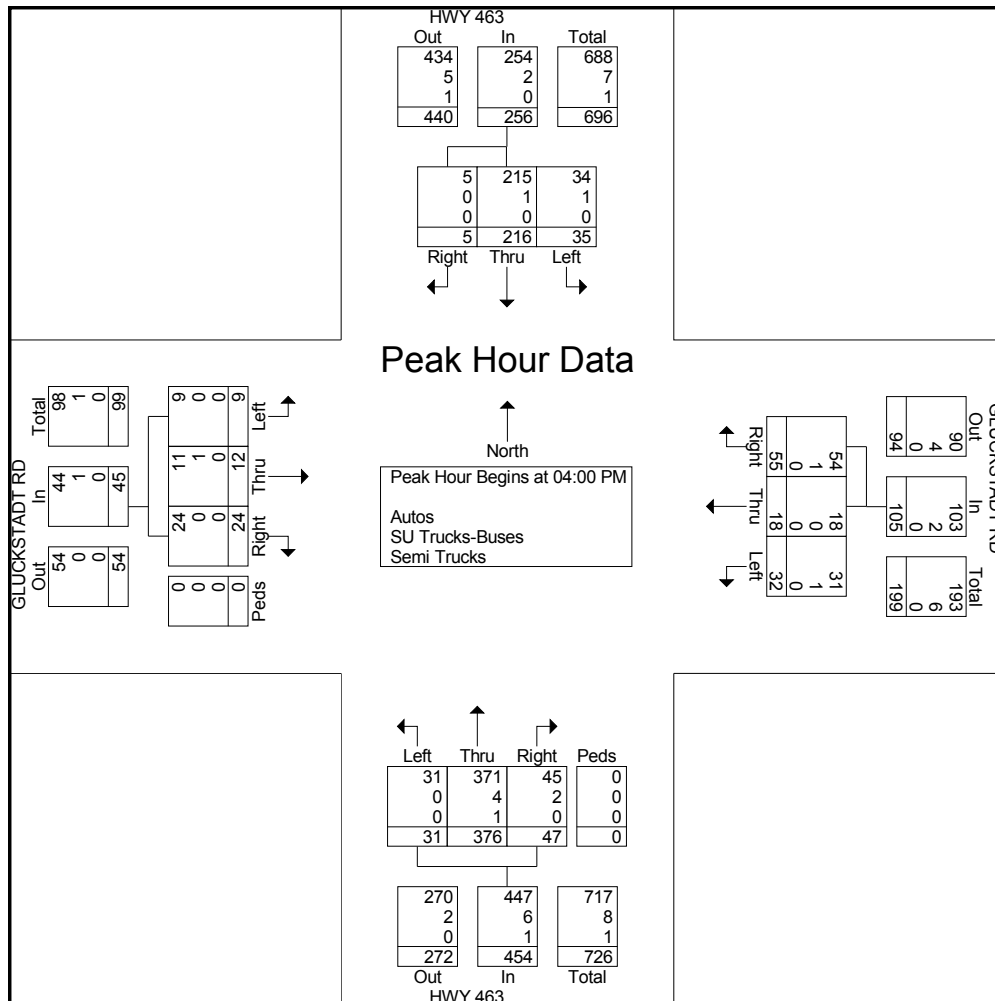 HWY 463
Out In Total
434 254 688
5 2 7
1 0 1
440 256 696
5 215 34
0 1 1
0 0 0
5 216 35
Right Thru Left
Peak Hour Data
North
Peak Hour Begins at 04:00 PM
Autos
SU Trucks-Buses
Semi Trucks
GLUCKSTADT RD
Out In Total
54 44 98
0 1 1
0 0 0
54 45 99
Left Thru Right Peds
9 11 24 0
0 1 0 0
0 0 0 0
9 12 24 0
GLUCKSTADT RD
Out In Total
90 103 193
4 2 6
0 0 0
94 105 199
Right Thru Left
54 18 31
1 0 1
0 0 0
55 18 32
Left Thru Right Peds
31 371 45 0
0 4 2 0
0 1 0 0
31 376 47 0
270 447 717
2 6 8
0 1 1
272 454 726
Out In Total
HWY 463